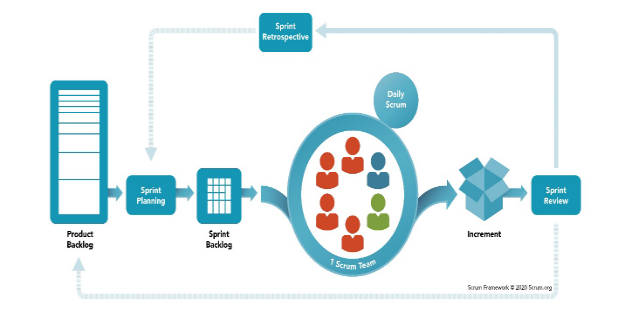 Sprint
Retrospective
Daily
Scrum
Sprint
Planning
Sprint
Review
Product
Backlog
Sprint
Backlog
1 Scrum Team
Increment
Scrum Framework © 2020 Scrum.org